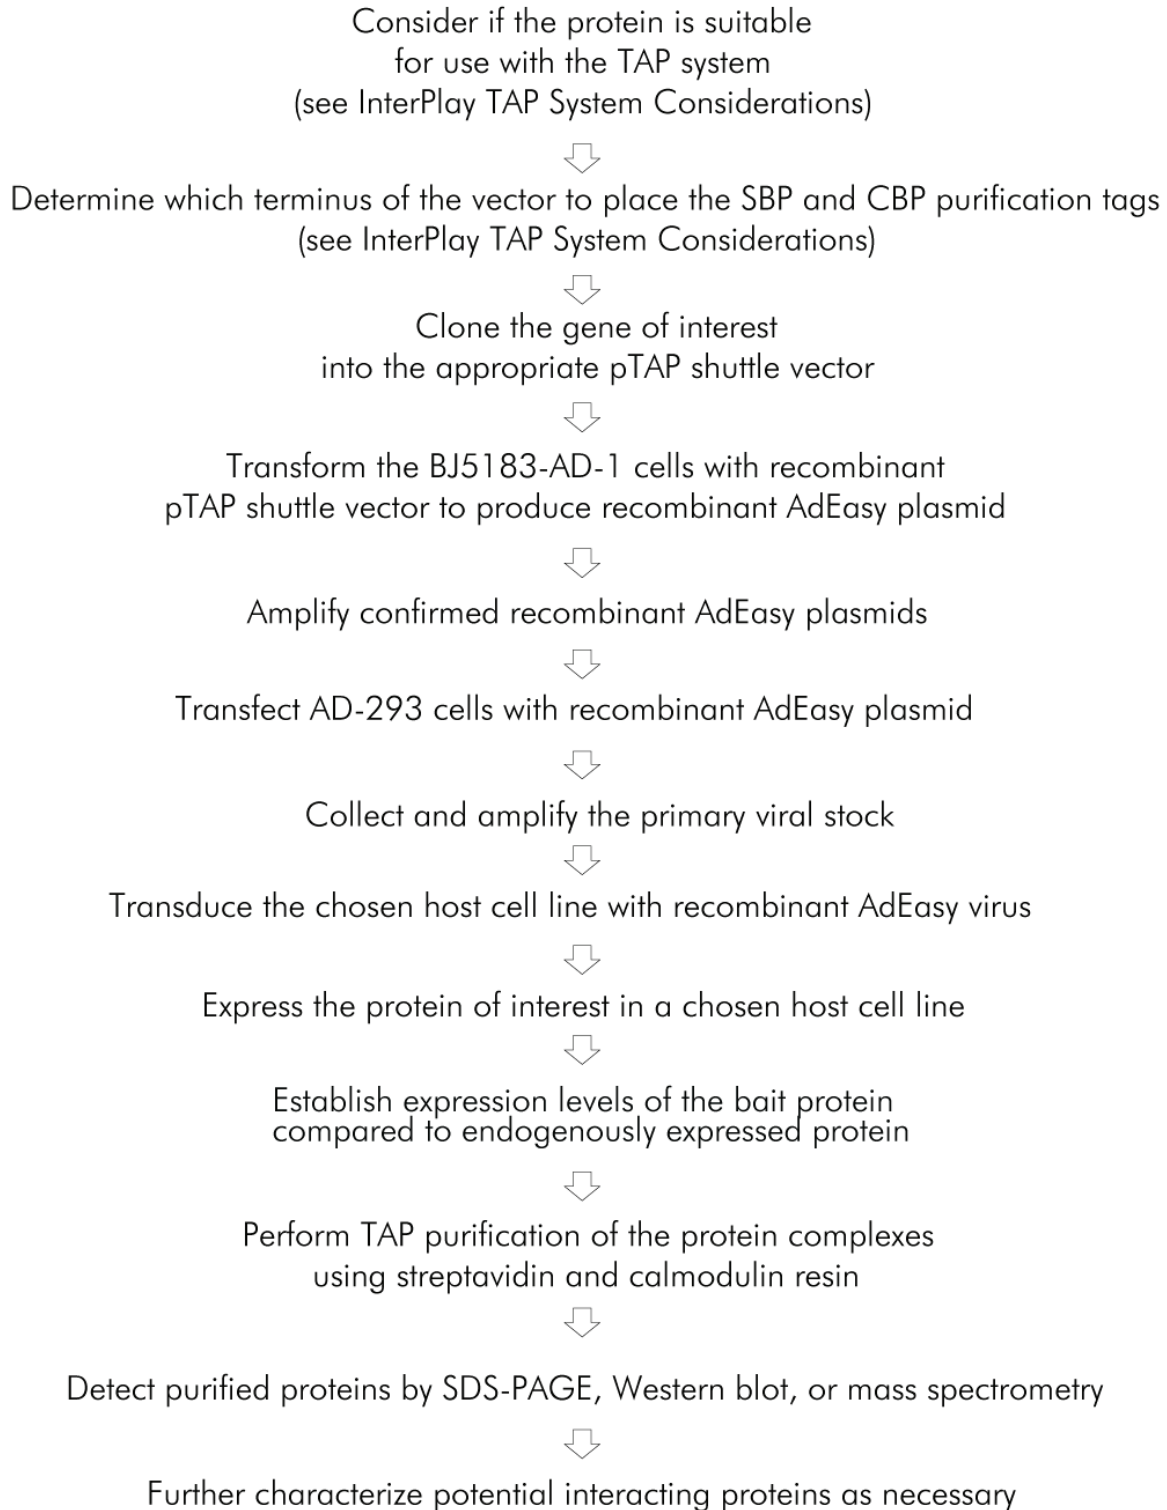 Consider if the protein is suitable
for use with the TAP system
(see InterPlay TAP System Considerations)
Determine which terminus of the vector to place the SBP and CBP purification tags
(see InterPlay TAP System Considerations)
Clone the gene of interest
into the appropriate pTAP shuttle vector
Transform the BJ5183-AD-1 cells with recombinant
pTAP shuttle vector to produce recombinant AdEasy plasmid
Amplify confirmed recombinant AdEasy plasmids
Transfect AD-293 cells with recombinant AdEasy plasmid
Collect and amplify the primary viral stock
Transduce the chosen host cell line with recombinant AdEasy virus
Express the protein of interest in a chosen host cell line
Establish expression levels of the bait protein
compared to endogenously expressed protein
Perform TAP purification of the protein complexes
using streptavidin and calmodulin resin
Detect purified proteins by SDS-PAGE, Western blot, or mass spectrometry
Further characterize potential interacting proteins as necessary